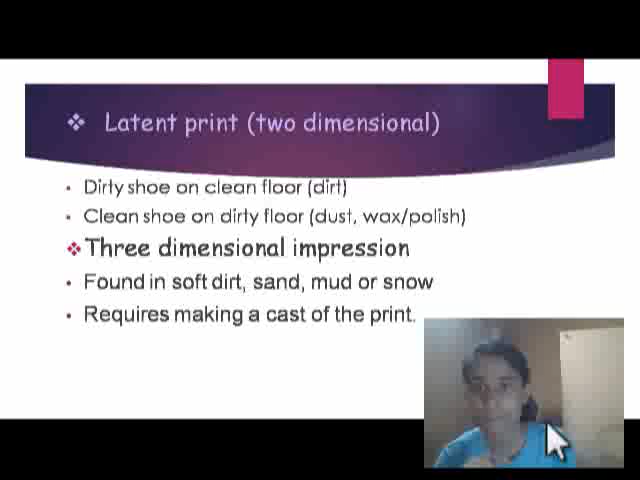 Latent print (two dimensional)
Dirty shoe on clean floor (dirt)
Clean shoe on dirty floor (dust, wax/polish)
Three dimensional impression
Found in soft dirt, sand, mud or snow
Requires making a cast of the print.